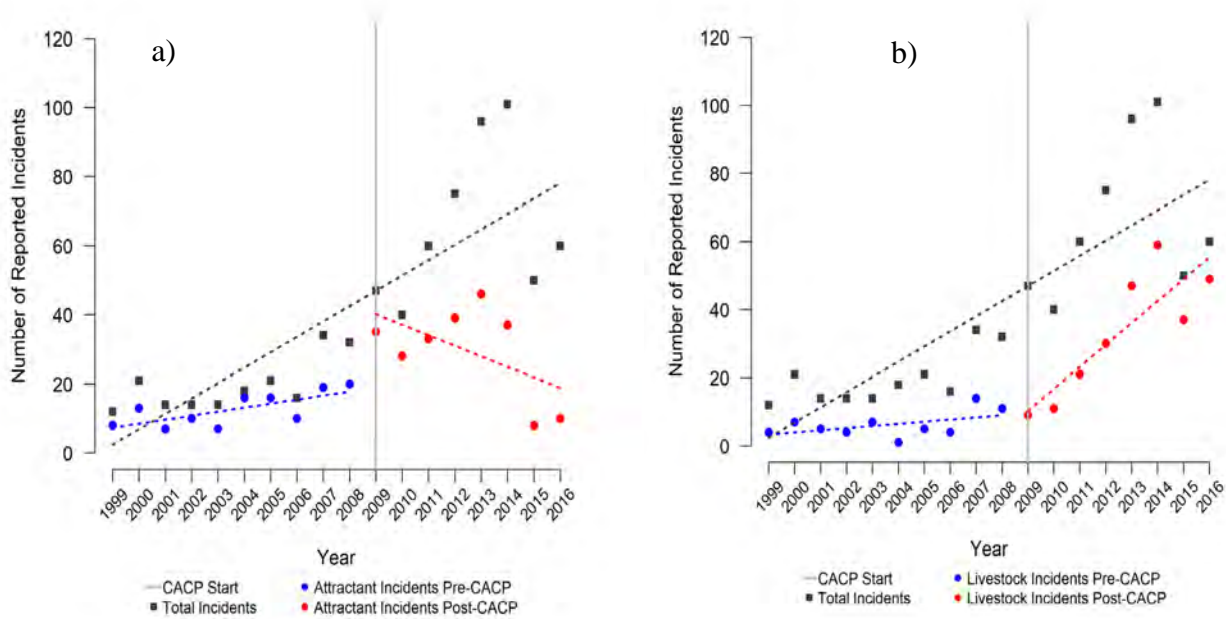 a)
Number of Reported Incidents
120
100
80
60
40
20
0
1999 2000 2001 2002 2003 2004 2005 2006 2007 2008 2009 2010 2011 2012 2013 2014 2015 2016
Year
CACP Start
Total Incidents
Attractant Incidents Pre-CACP
Attractant Incidents Post-CACP
b)
Number of Reported Incidents
120
100
80
60
40
20
0
1999 2000 2001 2002 2003 2004 2005 2006 2007 2008 2009 2010 2011 2012 2013 2014 2015 2016
Year
CACP Start
Total Incidents
Livestock Incidents Pre-CACP
Livestock Incidents Post-CACP